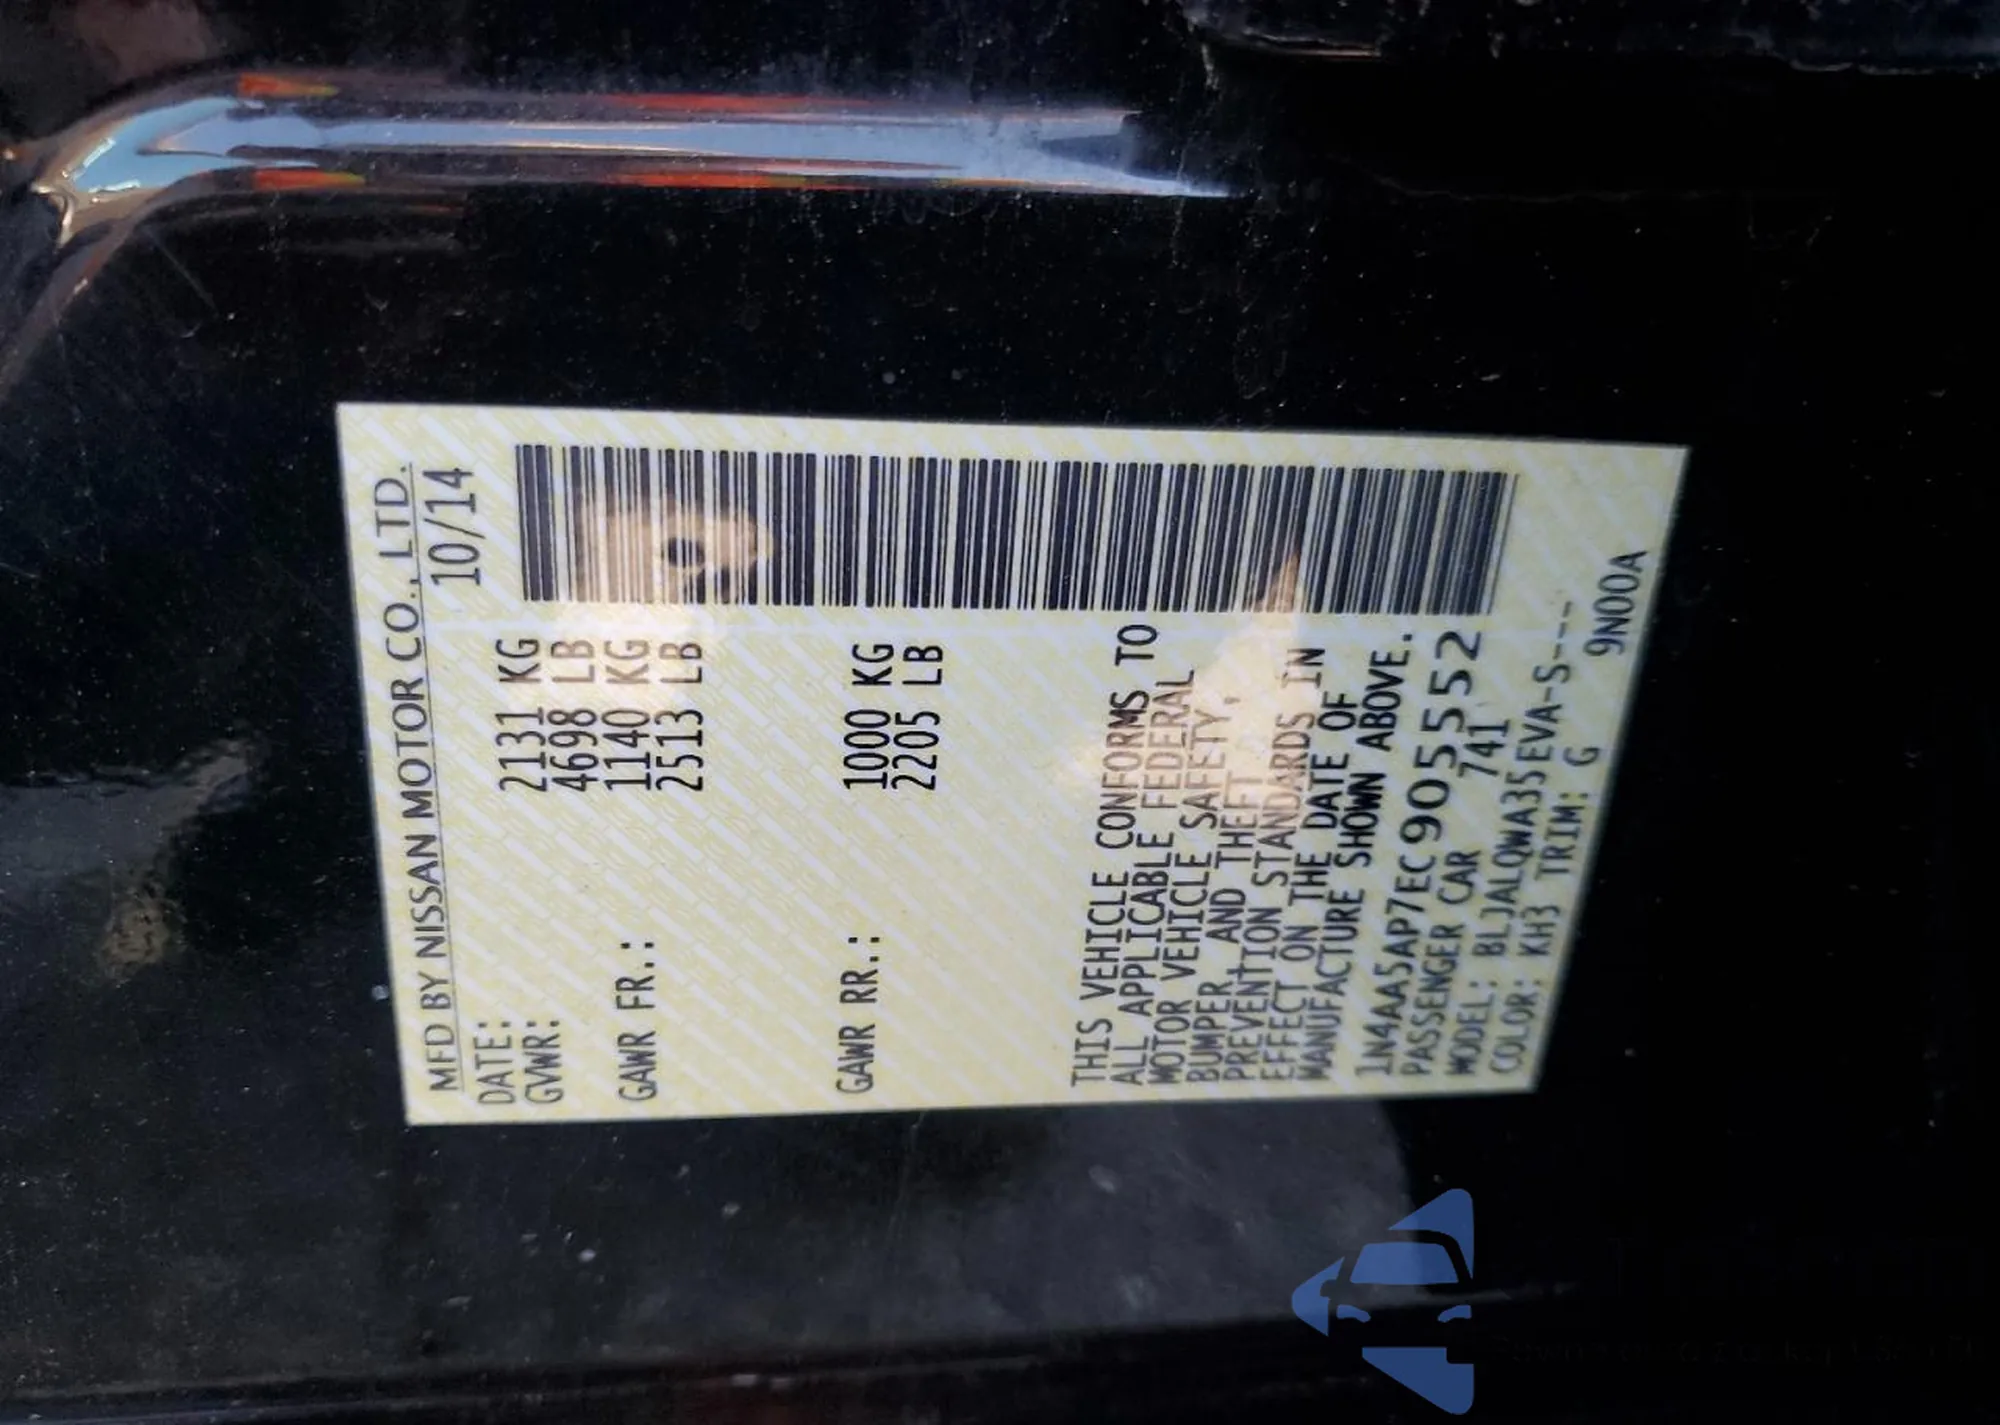 MFD BY NISSAN MOTOR CO., LTD.
DATE: 10/14
GVWR: 2131 KG
4698 LB
GAWR FR.: 1140 KG
2513 LB
GAWR RR.: 1000 KG
2205 LB
THIS VEHICLE CONFORMS TO
ALL APPLICABLE FEDERAL
MOTOR VEHICLE SAFETY,
BUMPER, AND THEFT
PREVENTION STANDARDS IN
EFFECT ON THE DATE OF
MANUFACTURE SHOWN ABOVE.
1N4AA5AP7EC905552
PASSENGER CAR 741
MODEL: BLJALQWA35EVA-S----
COLOR: KH3 TRIM: G
9N00A